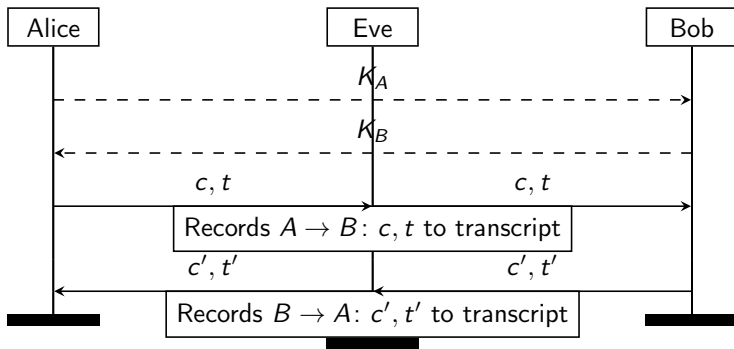 Alice Eve Bob
K_A
K_B
c, t c, t
Records A → B: c, t to transcript
c′, t′ c′, t′
Records B → A: c′, t′ to transcript